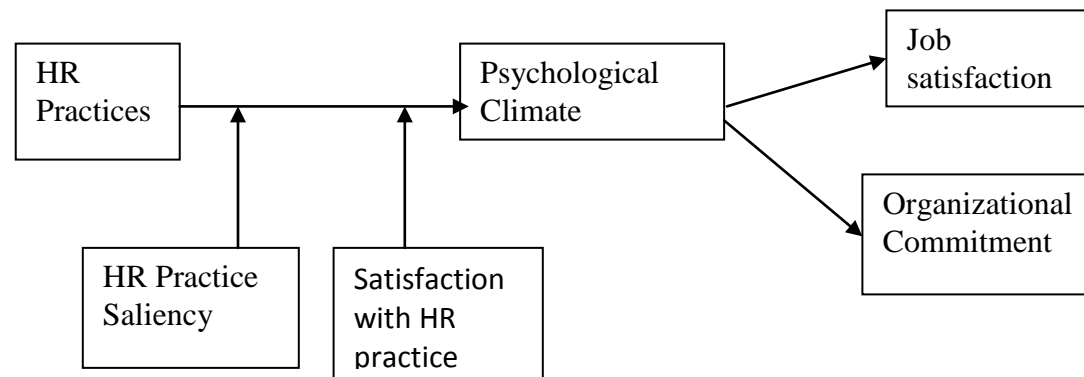 HR
Practices
Psychological
Climate
Job
satisfaction
Organizational
Commitment
HR Practice
Saliency
Satisfaction
with HR
practice